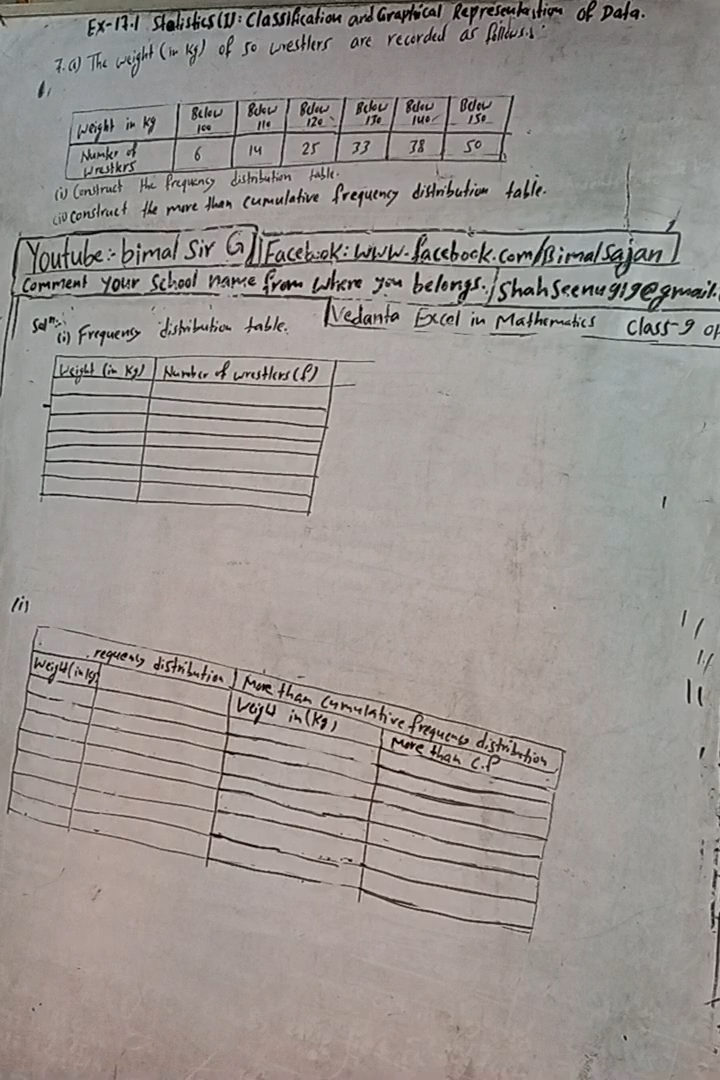 Ex-17.1 Statistics(I): Classification and Graphical Representation of Data.
7.a) The weight (in kg) of 50 wrestlers are recorded as follows:
Weight in kg Below 100 Below 110 Below 120 Below 130 Below 140 Below 150
Number of wrestlers 6 14 25 33 38 50
(i) Construct the frequency distribution table.
(ii) construct the more than cumulative frequency distribution table.
Youtube:- bimal Sir G Facebook: www.facebook.com/Bimalsajan
Comment your School name from where you belongs.
Vedanta Excel in Mathematics Class-9
Solⁿ:-
(i) Frequency distribution table.
Weight (in kg) Number of wrestlers (f)
(ii)
requency distribution More than cumulative frequency distribution
Weight (in kg) Weight in (kg) More than C.f